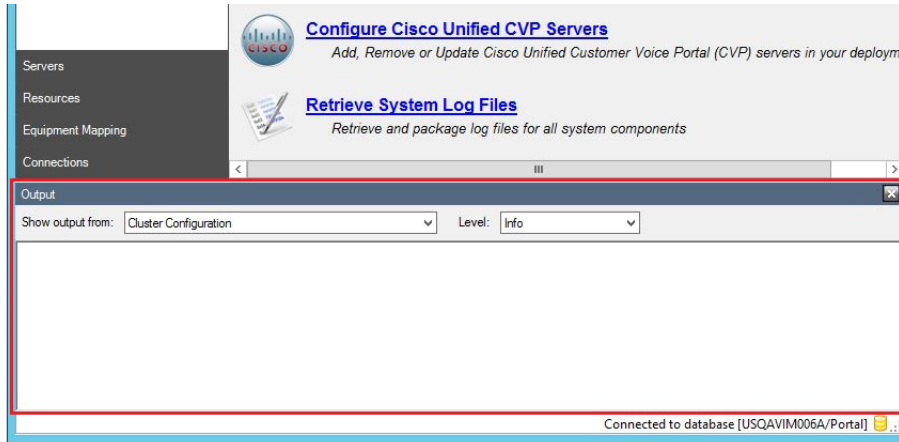 Configure Cisco Unified CVP Servers
Add, Remove or Update Cisco Unified Customer Voice Portal (CVP) servers in your deploym
CISCO
Servers
Resources
Equipment Mapping
Connections
Retrieve System Log Files
Retrieve and package log files for all system components
Output
Show output from: Cluster Configuration Level: Info
Connected to database [USQAVIM006A/Portal]